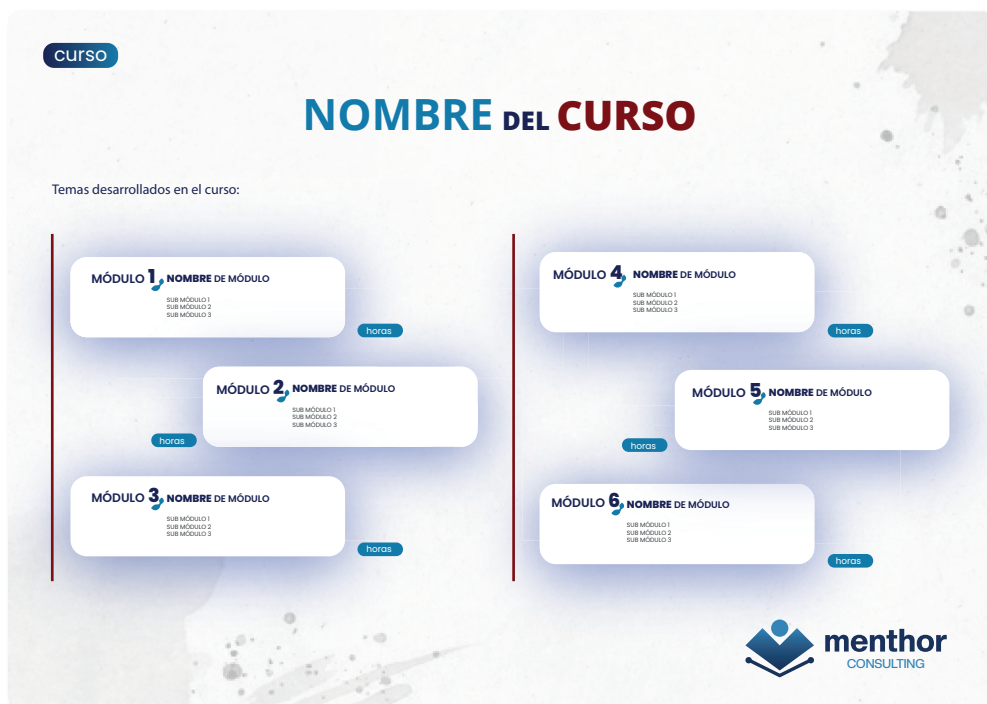 curso
NOMBRE DEL CURSO
Temas desarrollados en el curso:
MÓDULO 1 NOMBRE DE MÓDULO
SUB MÓDULO 1
SUB MÓDULO 2
SUB MÓDULO 3
horas
MÓDULO 2 NOMBRE DE MÓDULO
SUB MÓDULO 1
SUB MÓDULO 2
SUB MÓDULO 3
horas
MÓDULO 3 NOMBRE DE MÓDULO
SUB MÓDULO 1
SUB MÓDULO 2
SUB MÓDULO 3
horas
MÓDULO 4 NOMBRE DE MÓDULO
SUB MÓDULO 1
SUB MÓDULO 2
SUB MÓDULO 3
horas
MÓDULO 5 NOMBRE DE MÓDULO
SUB MÓDULO 1
SUB MÓDULO 2
SUB MÓDULO 3
horas
MÓDULO 6 NOMBRE DE MÓDULO
SUB MÓDULO 1
SUB MÓDULO 2
SUB MÓDULO 3
horas
menthor
CONSULTING